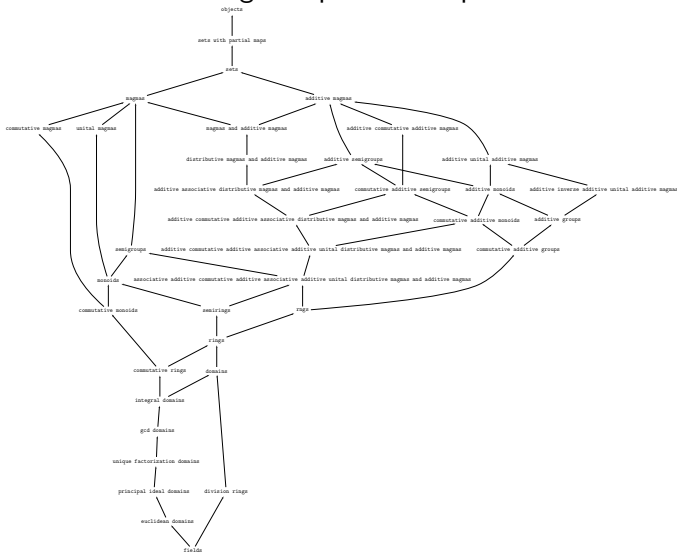 objects
sets with partial maps
sets
magmas
additive magmas
commutative magmas
unital magmas
magmas and additive magmas
additive commutative additive magmas
distributive magmas and additive magmas
additive semigroups
additive unital additive magmas
additive associative distributive magmas and additive magmas
commutative additive semigroups
additive monoids
additive inverse additive unital additive magmas
additive commutative additive associative distributive magmas and additive magmas
commutative additive monoids
additive groups
semigroups
additive commutative additive associative additive unital distributive magmas and additive magmas
commutative additive groups
monoids
associative additive commutative additive associative additive unital distributive magmas and additive magmas
commutative monoids
semirings
rngs
rings
commutative rings
domains
integral domains
gcd domains
unique factorization domains
principal ideal domains
division rings
euclidean domains
fields